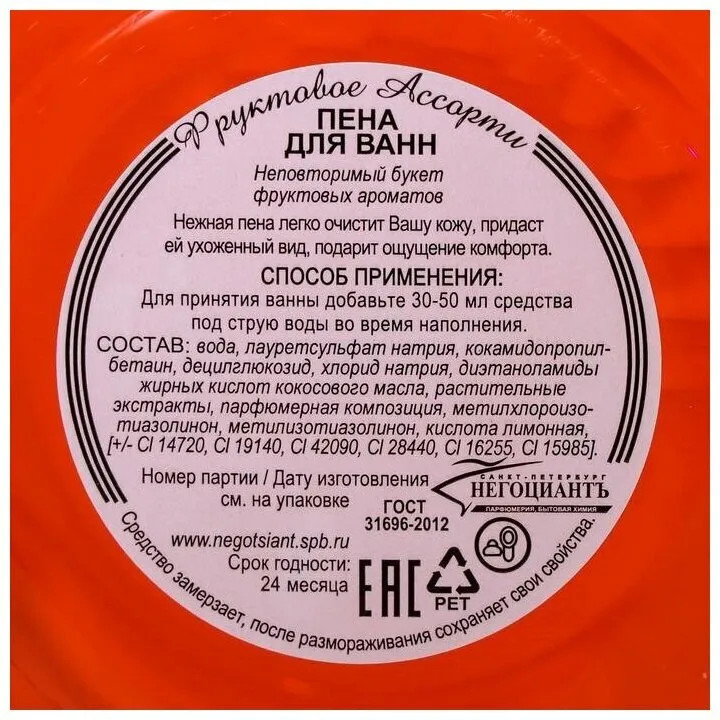 Фруктовое Ассорти
ПЕНА
ДЛЯ ВАНН
Неповторимый букет
фруктовых ароматов
Нежная пена легко очистит Вашу кожу, придаст
ей ухоженный вид, подарит ощущение комфорта.
СПОСОБ ПРИМЕНЕНИЯ:
Для принятия ванны добавьте 30-50 мл средства
под струю воды во время наполнения.
СОСТАВ: вода, лауретсульфат натрия, кокамидопропил-
бетаин, децилглюкозид, хлорид натрия, диэтаноламиды
жирных кислот кокосового масла, растительные
экстракты, парфюмерная композиция, метилхлороизо-
тиазолинон, метилизотиазолинон, кислота лимонная,
[+/- CI 14720, CI 19140, CI 42090, CI 28440, CI 16255, CI 15985].
Номер партии / Дату изготовления
см. на упаковке
САНКТ-ПЕТЕРБУРГ
НЕГОЦИАНТЪ
ПАРФЮМЕРИЯ, БЫТОВАЯ ХИМИЯ
ГОСТ
31696-2012
www.negotsiant.spb.ru
Срок годности:
24 месяца
EAC
PET
Средство замерзает, после размораживания сохраняет свои свойства.